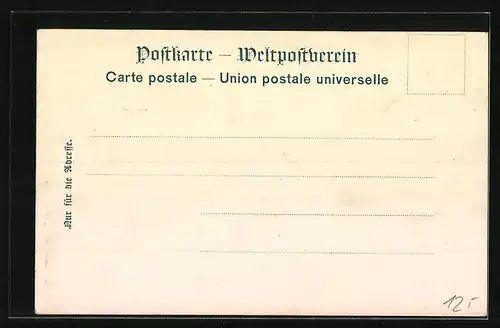 Postkarte — Weltpostverein
Carte postale — Union postale universelle
Nur für die Adresse.
12,-